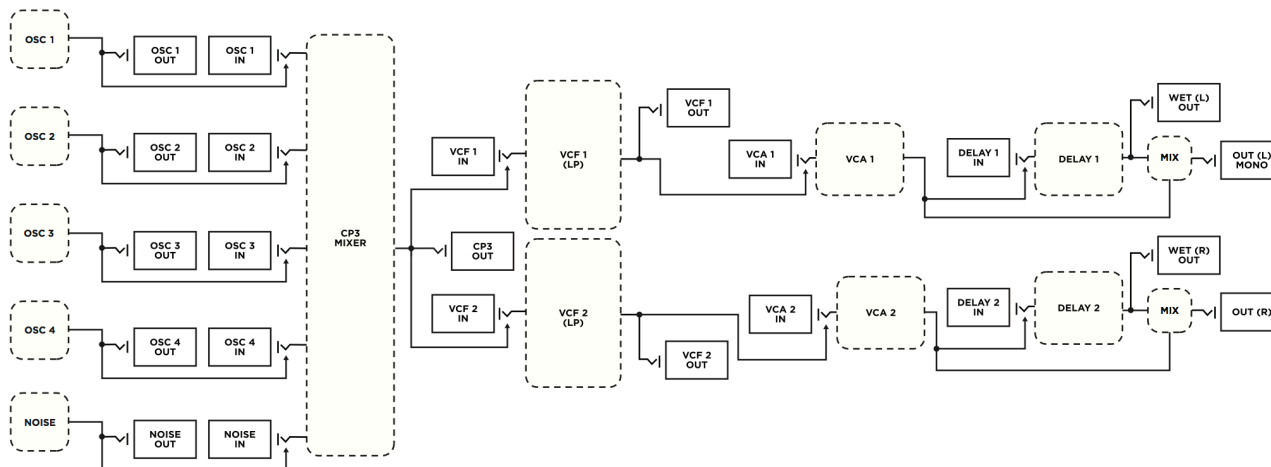 OSC 1
OSC 1
OUT
OSC 1
IN
OSC 2
OSC 2
OUT
OSC 2
IN
OSC 3
OSC 3
OUT
OSC 3
IN
OSC 4
OSC 4
OUT
OSC 4
IN
NOISE
NOISE
OUT
NOISE
IN
CP3
MIXER
VCF 1
IN
CP3
OUT
VCF 2
IN
VCF 1
(LP)
VCF 2
(LP)
VCF 1
OUT
VCF 2
OUT
VCA 1
IN
VCA 1
DELAY 1
IN
DELAY 1
WET (L)
OUT
MIX
OUT (L)
MONO
VCA 2
IN
VCA 2
DELAY 2
IN
DELAY 2
WET (R)
OUT
MIX
OUT (R)